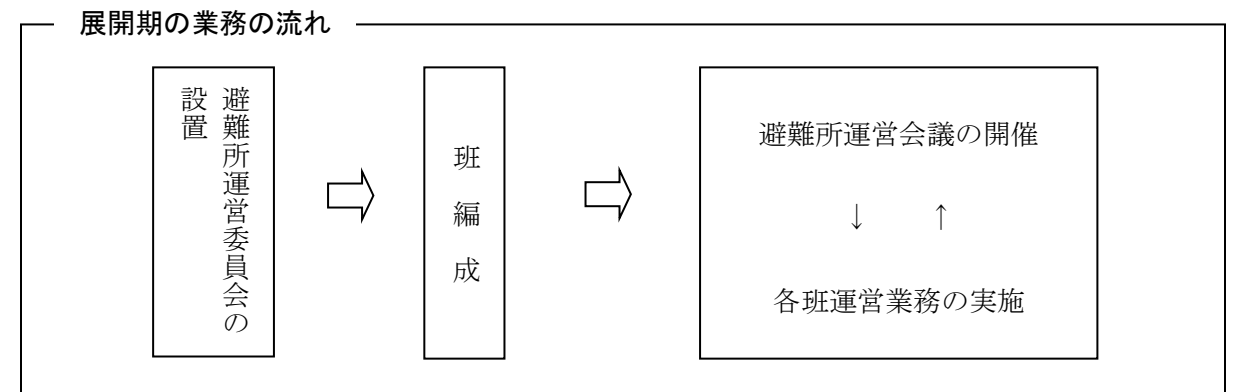 展開期の業務の流れ
避難所運営委員会の
設置
班編成
避難所運営会議の開催
↓ ↑
各班運営業務の実施